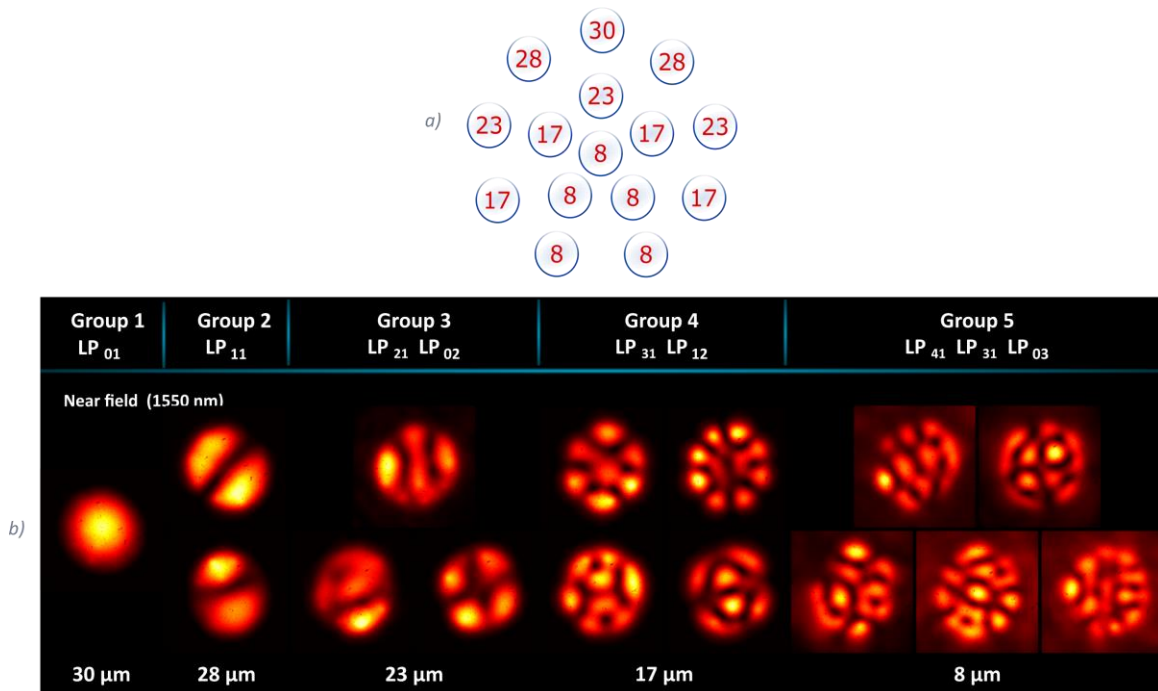 30
28 28
23
a) 23 17 17 23
8
17 8 8 17
8 8
Group 1 Group 2 Group 3 Group 4 Group 5
LP 01 LP 11 LP 21 LP 02 LP 31 LP 12 LP 41 LP 31 LP 03
Near field (1550 nm)
b)
30 μm 28 μm 23 μm 17 μm 8 μm